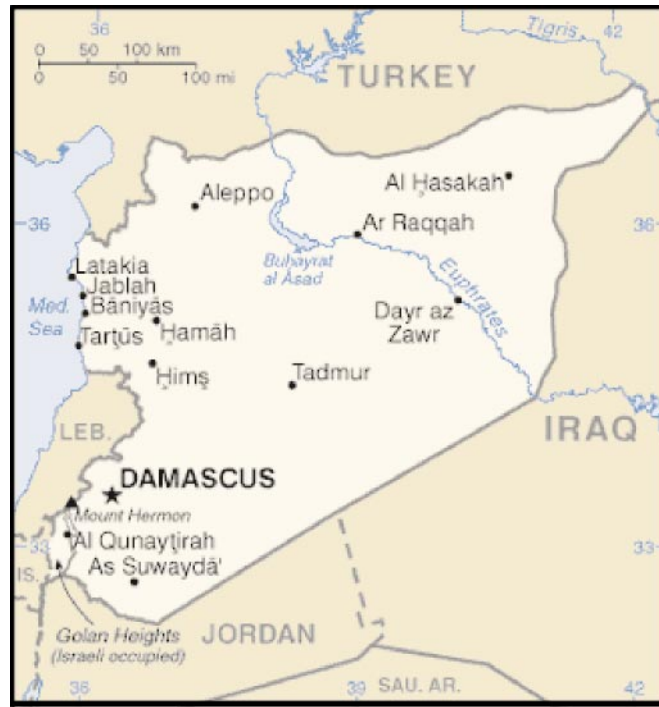 36
42
Tigris
0 50 100 km
0 50 100 mi
TURKEY
Aleppo
Al Ḩasakah
36
Ar Raqqah
36
Buhayrat
al Asad
Latakia
Jablah
Med.
Sea
Bāniyās
Euphrates
Dayr az
Zawr
Ḩamāh
Tarţūs
Ḩimş
Tadmur
LEB.
IRAQ
DAMASCUS
Mount Hermon
33
Al Qunayţirah
33
IS.
As Suwaydā'
Golan Heights
(Israeli occupied)
JORDAN
SAU. AR.
36
39
42